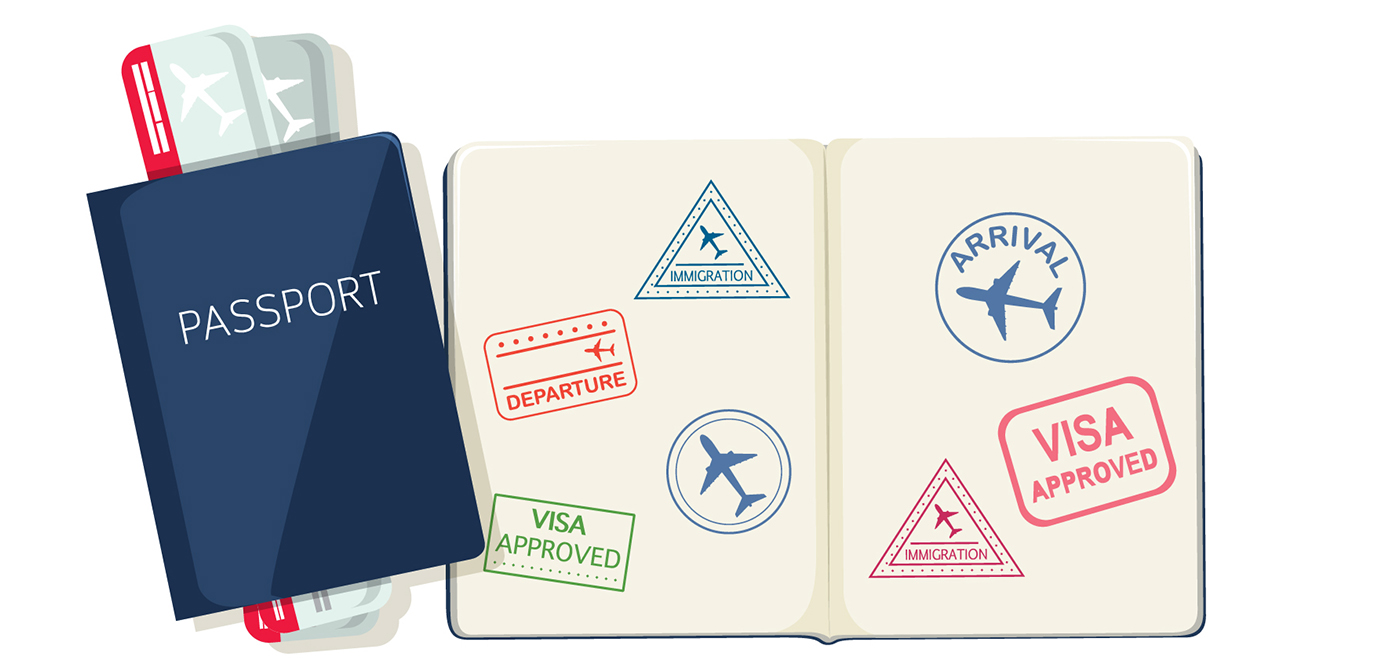 PASSPORT
IMMIGRATION
DEPARTURE
VISA
APPROVED
ARRIVAL
VISA
APPROVED
IMMIGRATION